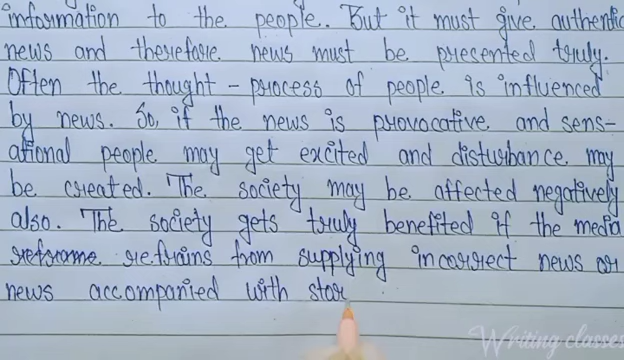 information to the people. But it must give authentic
news and therefore news must be presented truly.
Often the thought - process of people is influenced
by news. So, if the news is provocative and sens-
ational people may get excited and disturbance may
be created. The society may be affected negatively
also. The society gets truly benefited if the media
refrains from supplying incorrect news or
news accompanied with stor
Writing classes